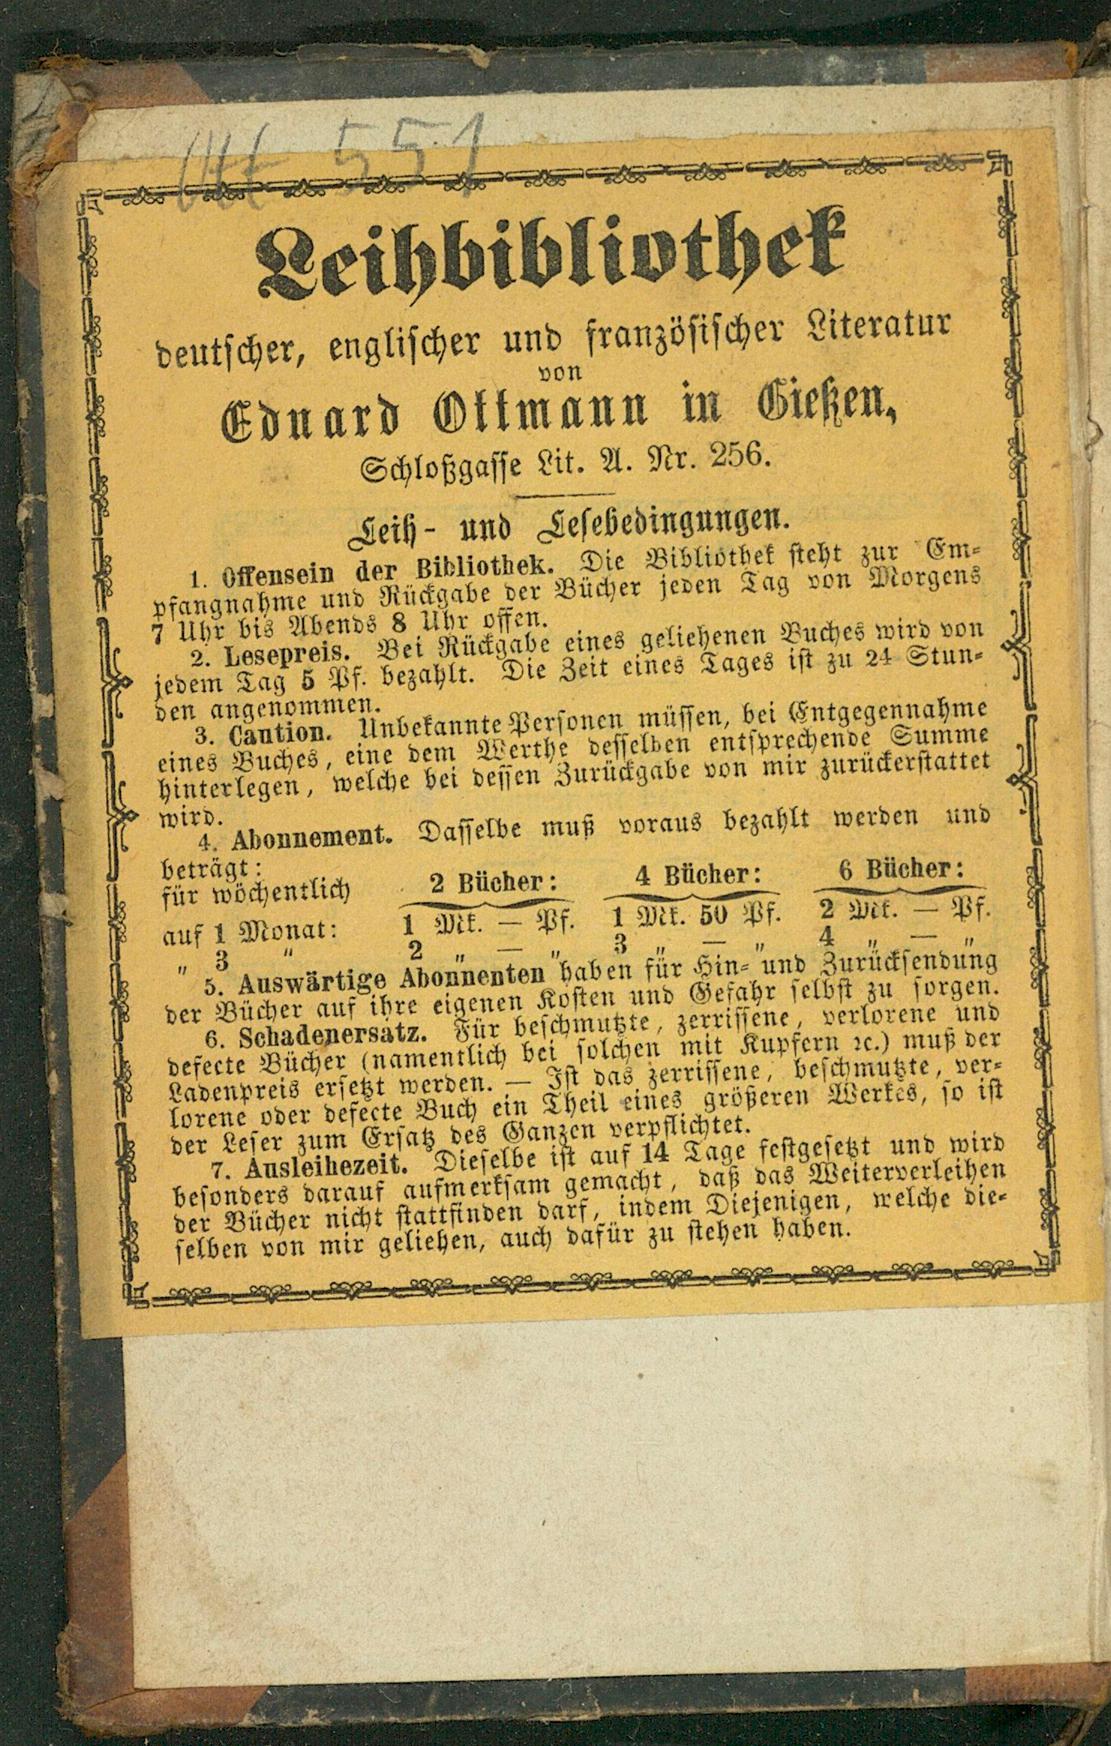 Ott 551
Leihbibliothek
deutscher, englischer und französischer Literatur
von
Eduard Ottmann in Gießen,
Schloßgasse Lit. A. Nr. 256.
Leih- und Lesebedingungen.
1. Offensein der Bibliothek. Die Bibliothek steht zur Em-
pfangnahme und Rückgabe der Bücher jeden Tag von Morgens
7 Uhr bis Abends 8 Uhr offen.
2. Lesepreis. Bei Rückgabe eines geliehenen Buches wird von
jedem Tag 5 Pf. bezahlt. Die Zeit eines Tages ist zu 24 Stun-
den angenommen.
3. Caution. Unbekannte Personen müssen, bei Entgegennahme
eines Buches, eine dem Werthe desselben entsprechende Summe
hinterlegen, welche bei dessen Zurückgabe von mir zurückerstattet
wird.
4. Abonnement. Dasselbe muß voraus bezahlt werden und
beträgt:
für wöchentlich 2 Bücher: 4 Bücher: 6 Bücher:
auf 1 Monat: 1 Mk. — Pf. 1 Mk. 50 Pf. 2 Mk. — Pf.
" 3 " 2 " — " 3 " — " 4 " — "
5. Auswärtige Abonnenten haben für Hin- und Zurücksendung
der Bücher auf ihre eigenen Kosten und Gefahr selbst zu sorgen.
6. Schadenersatz. Für beschmutzte, zerrissene, verlorene und
defecte Bücher (namentlich bei solchen mit Kupfern ꝛc.) muß der
Ladenpreis ersetzt werden. — Ist das zerrissene, beschmutzte, ver-
lorene oder defecte Buch ein Theil eines größeren Werkes, so ist
der Leser zum Ersatz des Ganzen verpflichtet.
7. Ausleihezeit. Dieselbe ist auf 14 Tage festgesetzt und wird
besonders darauf aufmerksam gemacht, daß das Weiterverleihen
der Bücher nicht stattfinden darf, indem Diejenigen, welche die-
selben von mir geliehen, auch dafür zu stehen haben.